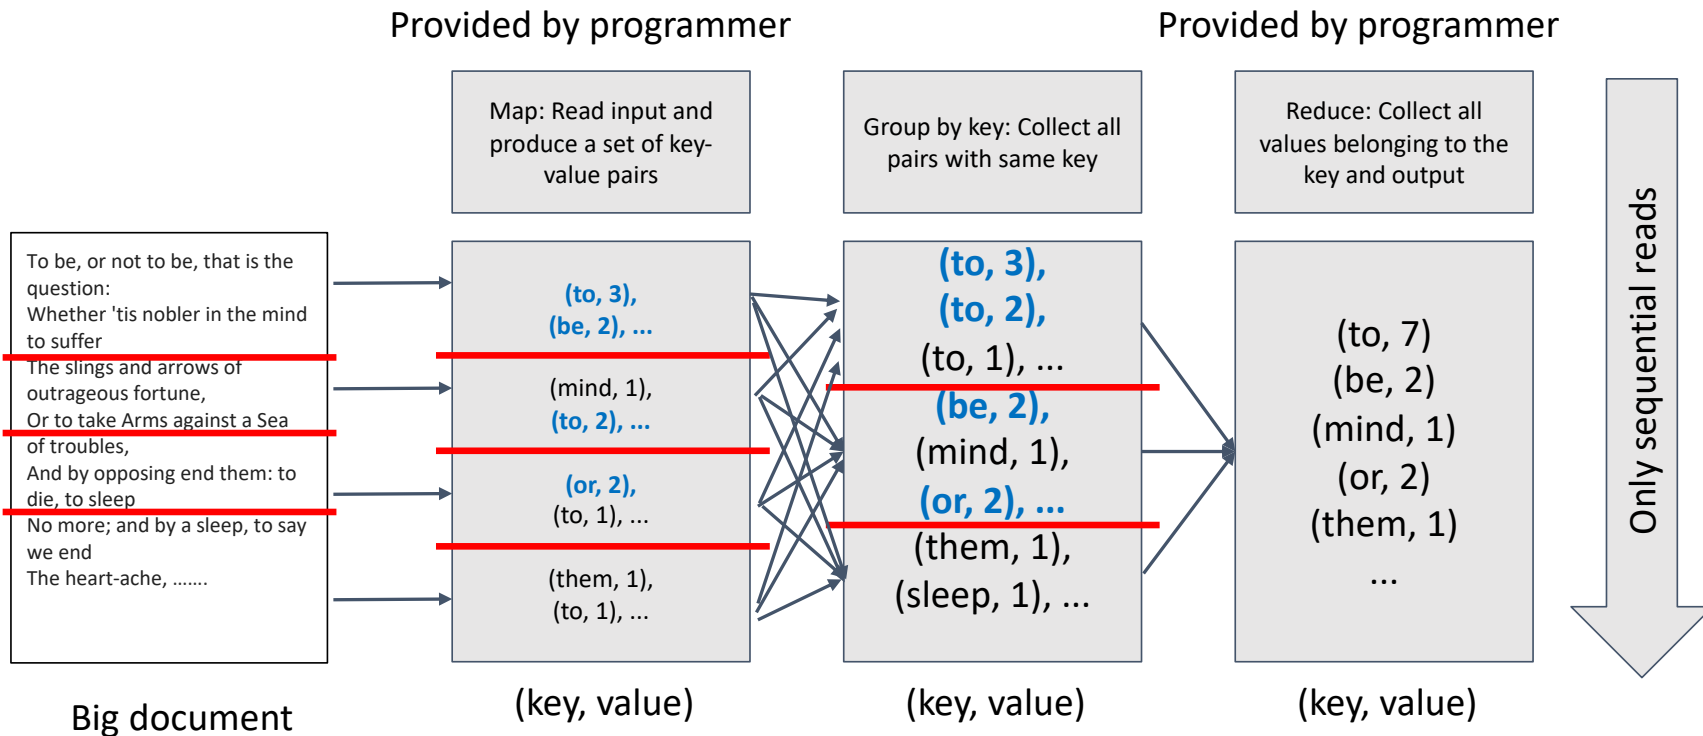 Provided by programmer
Provided by programmer
Map: Read input and
produce a set of key-
value pairs
Group by key: Collect all
pairs with same key
Reduce: Collect all
values belonging to the
key and output
To be, or not to be, that is the
question:
Whether 'tis nobler in the mind
to suffer
The slings and arrows of
outrageous fortune,
Or to take Arms against a Sea
of troubles,
And by opposing end them: to
die, to sleep
No more; and by a sleep, to say
we end
The heart-ache, …….
Big document
(to, 3),
(be, 2), ...
(mind, 1),
(to, 2), ...
(or, 2),
(to, 1), ...
(them, 1),
(to, 1), ...
(key, value)
(to, 3),
(to, 2),
(to, 1), ...
(be, 2),
(mind, 1),
(or, 2), ...
(them, 1),
(sleep, 1), ...
(key, value)
(to, 7)
(be, 2)
(mind, 1)
(or, 2)
(them, 1)
...
(key, value)
Only sequential reads